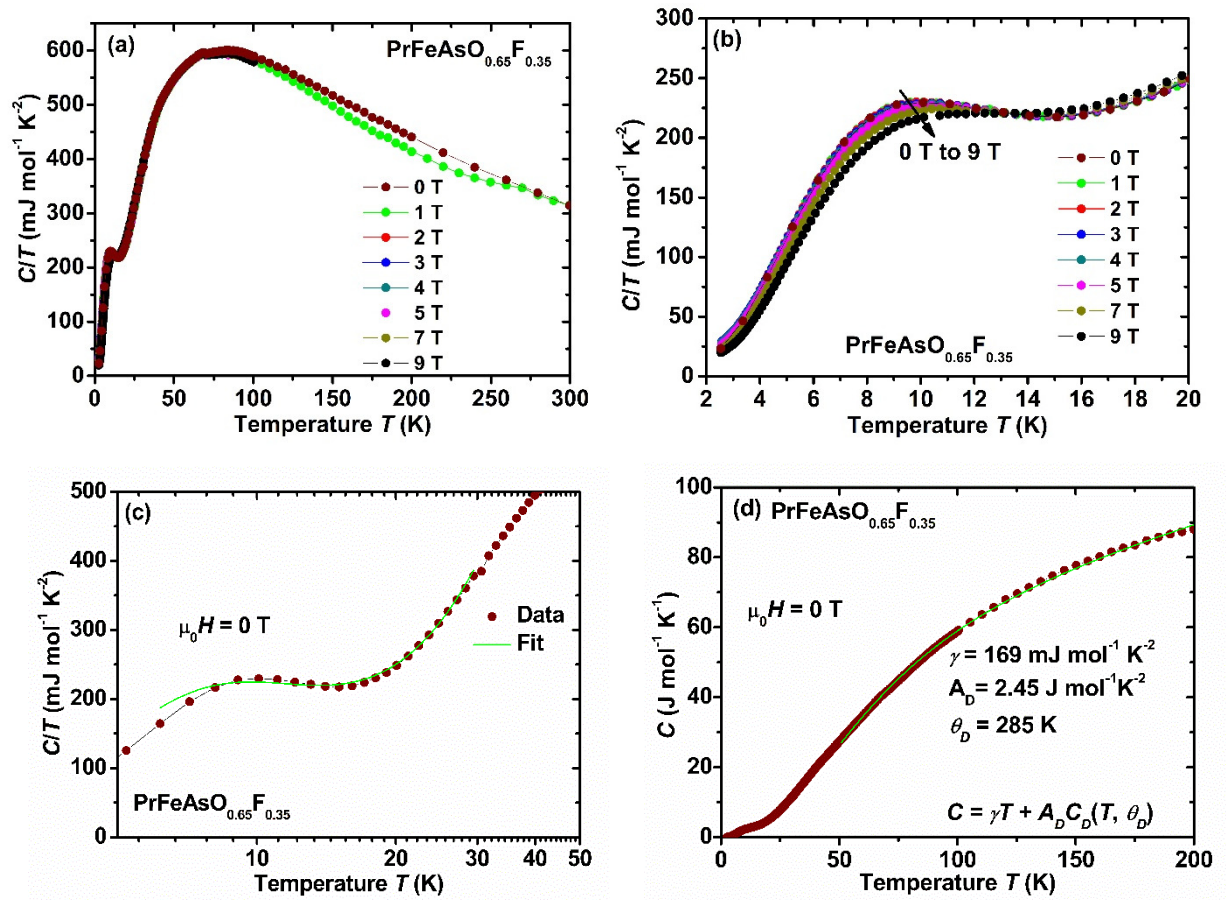 (a)
PrFeAsO0.65F0.35
600
500
400
300
200
100
0
C/T (mJ mol-1 K-2)
0 T
1 T
2 T
3 T
4 T
5 T
7 T
9 T
0 50 100 150 200 250 300
Temperature T (K)
(b)
300
250
200
150
100
50
0
C/T (mJ mol-1 K-2)
0 T to 9 T
0 T
1 T
2 T
3 T
4 T
5 T
7 T
9 T
PrFeAsO0.65F0.35
2 4 6 8 10 12 14 16 18 20
Temperature T (K)
(c)
500
400
300
200
100
0
C/T (mJ mol-1 K-2)
μ0H = 0 T
Data
Fit
PrFeAsO0.65F0.35
10 20 30 40 50
Temperature T (K)
(d)
PrFeAsO0.65F0.35
100
80
60
40
20
0
C (J mol-1 K-1)
μ0H = 0 T
γ = 169 mJ mol-1 K-2
AD = 2.45 J mol-1K-2
θD = 285 K
C = γT + ADCD(T, θD)
0 50 100 150 200
Temperature T (K)